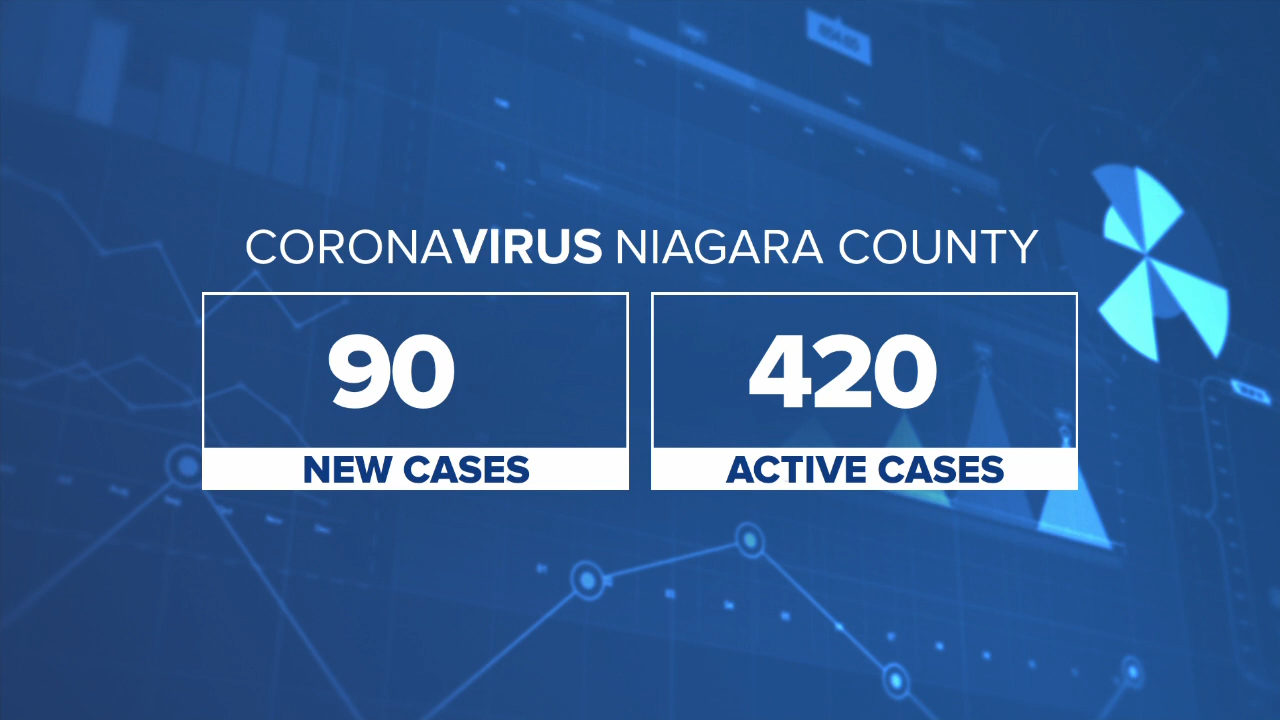 CORONAVIRUS NIAGARA COUNTY
90
420
NEW CASES
ACTIVE CASES